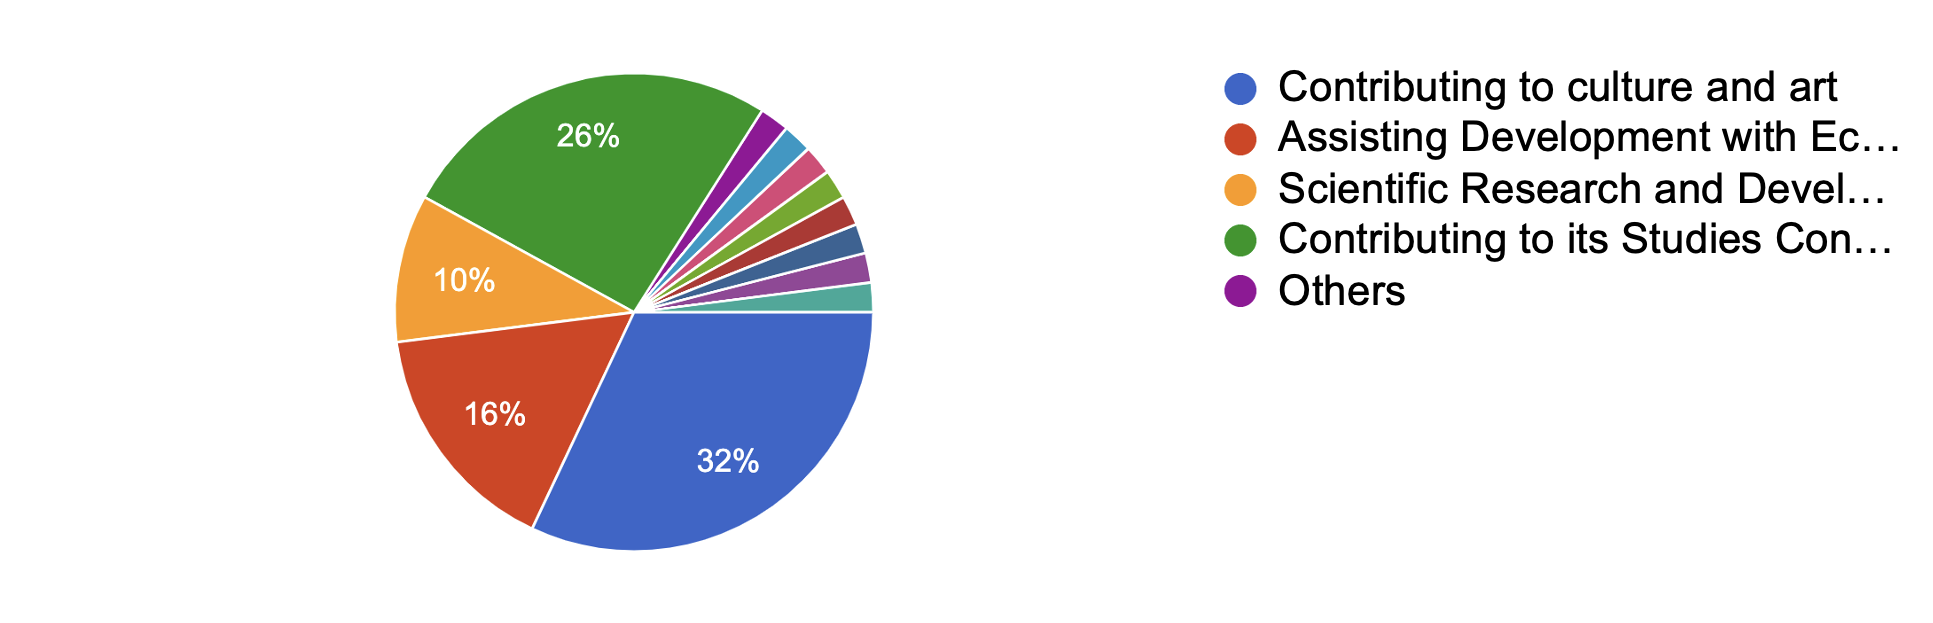 26%
10%
16%
32%
Contributing to culture and art
Assisting Development with Ec…
Scientific Research and Devel…
Contributing to its Studies Con…
Others